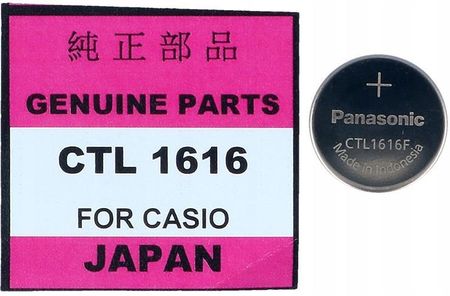 純正部品
GENUINE PARTS
CTL 1616
FOR CASIO
JAPAN
+
Panasonic
CTL1616F
Made in Indonesia